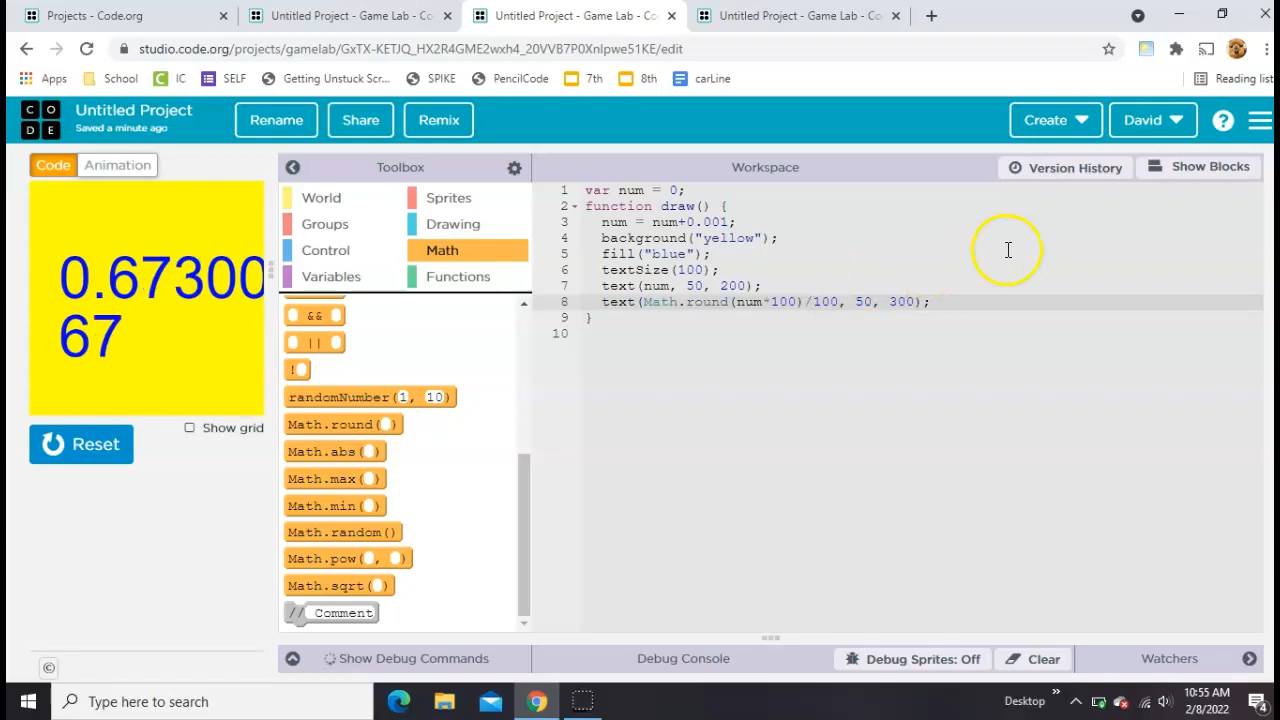 Projects - Code.org
Untitled Project - Game Lab - Co
Untitled Project - Game Lab - Co
Untitled Project - Game Lab - Co
studio.code.org/projects/gamelab/GxTX-KETJQ_HX2R4GME2wxh4_20VVB7P0XnIpwe51KE/edit
Apps
School
IC
SELF
Getting Unstuck Scr...
SPIKE
PencilCode
7th
8th
carLine
Reading list
C O
D E
Untitled Project
Saved a minute ago
Rename
Share
Remix
Create
David
?
Code
Animation
Toolbox
Workspace
Version History
Show Blocks
0.67300
67
Show grid
Reset
World
Sprites
Groups
Drawing
Control
Math
Variables
Functions
&&
||
!
randomNumber(1, 10)
Math.round()
Math.abs()
Math.max()
Math.min()
Math.random()
Math.pow( , )
Math.sqrt()
// Comment
1 var num = 0;
2 function draw() {
3 num = num+0.001;
4 background("yellow");
5 fill("blue");
6 textSize(100);
7 text(num, 50, 200);
8 text(Math.round(num*100)/100, 50, 300);
9 }
10
©
Show Debug Commands
Debug Console
Debug Sprites: Off
Clear
Watchers
Type here to search
Desktop
10:55 AM
2/8/2022
4